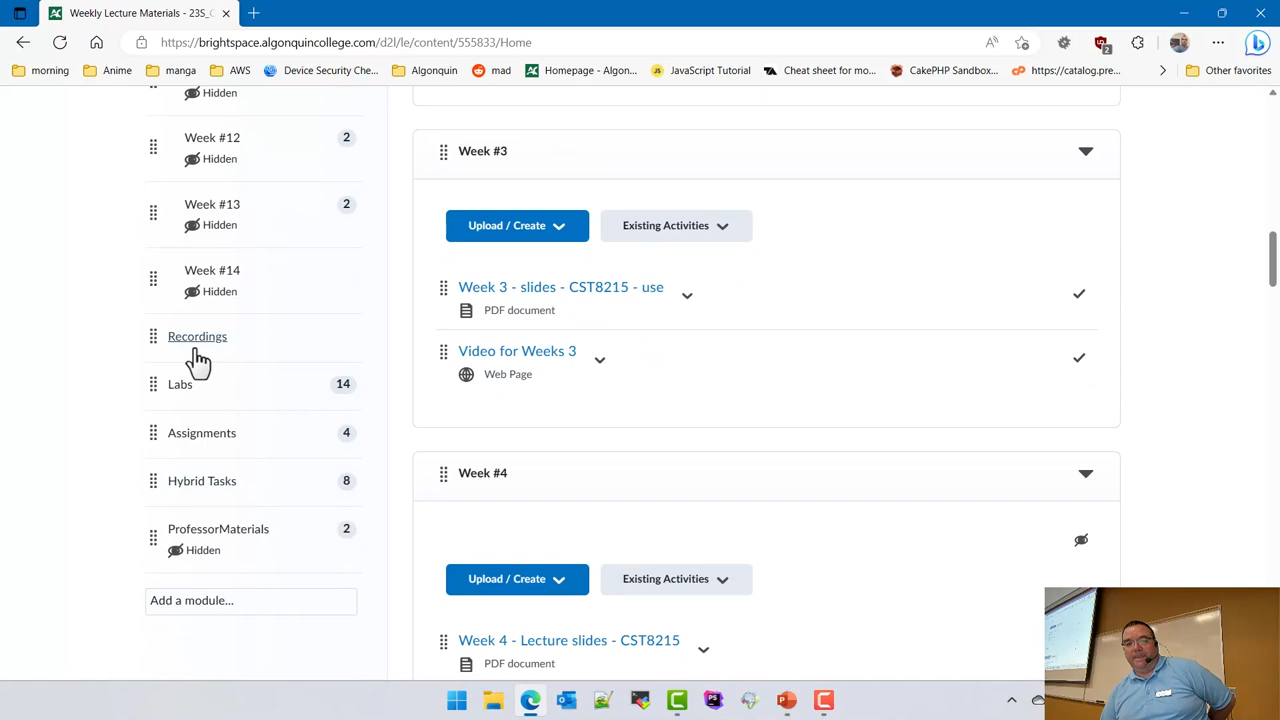 Weekly Lecture Materials - 23S_C
https://brightspace.algonquincollege.com/d2l/le/content/555833/Home
2
morning
Anime
manga
AWS
Device Security Che...
Algonquin
mad
Homepage - Algon...
JavaScript Tutorial
Cheat sheet for mo...
CakePHP Sandbox...
https://catalog.pre...
Other favorites
Hidden
Week #12
2
Hidden
Week #13
2
Hidden
Week #14
Hidden
Recordings
Labs
14
Assignments
4
Hybrid Tasks
8
ProfessorMaterials
2
Hidden
Add a module...
Week #3
Upload / Create
Existing Activities
Week 3 - slides - CST8215 - use
PDF document
Video for Weeks 3
Web Page
Week #4
Upload / Create
Existing Activities
Week 4 - Lecture slides - CST8215
PDF document